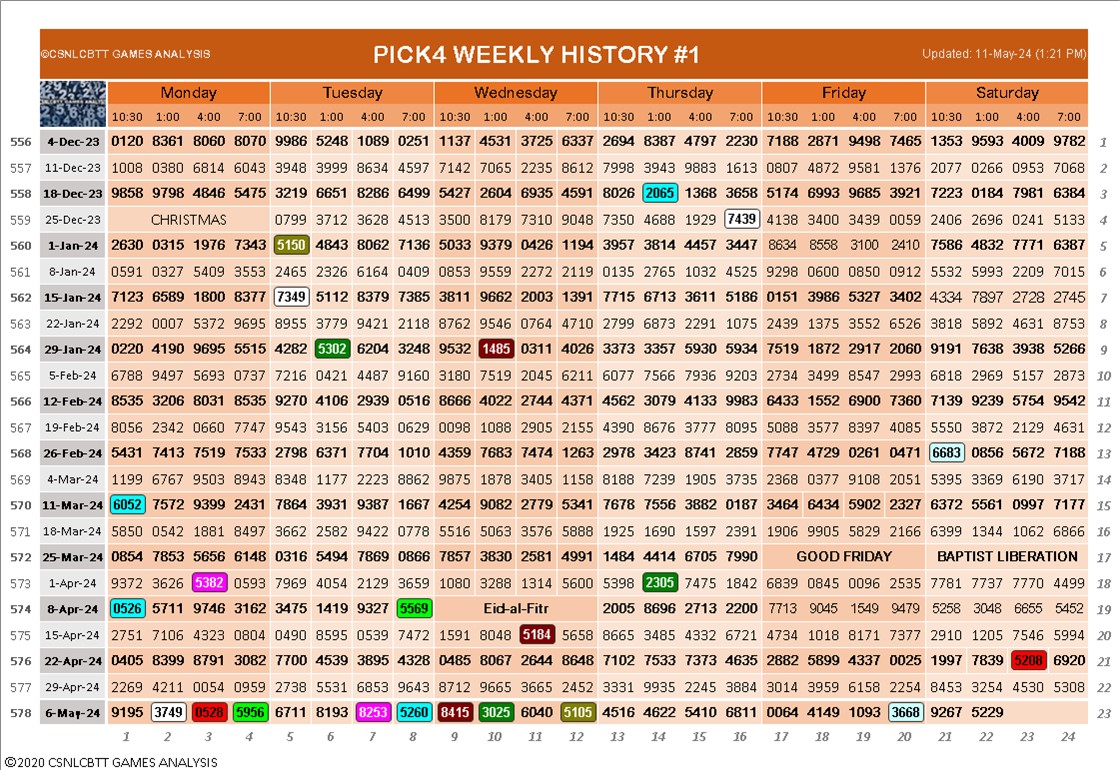 ©CSNLCBTT GAMES ANALYSIS PICK4 WEEKLY HISTORY #1 Updated: 11-May-24 (1:21 PM)
CSNLCBTT GAMES ANALYSIS Monday Tuesday Wednesday Thursday Friday Saturday
10:30 1:00 4:00 7:00 10:30 1:00 4:00 7:00 10:30 1:00 4:00 7:00 10:30 1:00 4:00 7:00 10:30 1:00 4:00 7:00 10:30 1:00 4:00 7:00
556 4-Dec-23 0120 8361 8060 8070 9986 5248 1089 0251 1137 4531 3725 6337 2694 8387 4797 2230 7188 2871 9498 7465 1353 9593 4009 9782 1
557 11-Dec-23 1008 0380 6814 6043 3948 3999 8634 4597 7142 7065 2235 8612 7998 3943 9883 1613 0807 4872 9581 1376 2077 0266 0953 7068 2
558 18-Dec-23 9858 9798 4846 5475 3219 6651 8286 6499 5427 2604 6935 4591 8026 2065 1368 3658 5174 6993 9685 3921 7223 0184 7981 6384 3
559 25-Dec-23 CHRISTMAS 0799 3712 3628 4513 3500 8179 7310 9048 7350 4688 1929 7439 4138 3400 3439 0059 2406 2696 0241 5133 4
560 1-Jan-24 2630 0315 1976 7343 5150 4843 8062 7136 5033 9379 0426 1194 3957 3814 4457 3447 8634 8558 3100 2410 7586 4832 7771 6387 5
561 8-Jan-24 0591 0327 5409 3553 2465 2326 6164 0409 0853 9559 2272 2119 0135 2765 1032 4525 9298 0600 0850 0912 5532 5993 2209 7015 6
562 15-Jan-24 7123 6589 1800 8377 7349 5112 8379 7385 3811 9662 2003 1391 7715 6713 3611 5186 0151 3986 5327 3402 4334 7897 2728 2745 7
563 22-Jan-24 2292 0007 5372 9695 8955 3779 9421 2118 8762 9546 0764 4710 2799 6873 2291 1075 2439 1375 3552 6526 3818 5892 4631 8753 8
564 29-Jan-24 0220 4190 9695 5515 4282 5302 6204 3248 9532 1485 0311 4026 3373 3357 5930 5934 7519 1872 2917 2060 9191 7638 3938 5266 9
565 5-Feb-24 6788 9497 5693 0737 7216 0421 4487 9160 3180 7519 2045 6211 6077 7566 7936 9203 2734 3499 8547 2993 6818 2969 5157 2873 10
566 12-Feb-24 8535 3206 8031 8535 9270 4106 2939 0516 8666 4022 2744 4371 4562 3079 4133 9983 6433 1552 6900 7360 7139 9239 5754 9542 11
567 19-Feb-24 8056 2342 0660 7747 9543 3156 5403 0629 0098 1088 2905 2155 4390 8676 3777 8095 5088 3577 8397 4085 5550 3872 2129 4631 12
568 26-Feb-24 5431 7413 7519 7533 2798 6371 7704 1010 4359 7683 7474 1263 2978 3423 8741 2859 7747 4729 0261 0471 6683 0856 5672 7188 13
569 4-Mar-24 1199 6767 9503 8943 8348 1177 2223 8862 9875 1878 3405 1158 8188 7239 1905 3735 2368 0377 9108 2051 5395 3369 6190 3717 14
570 11-Mar-24 6052 7572 9399 2431 7864 3931 9387 1667 4254 9082 2779 5341 7678 7556 3882 0187 3464 6434 5902 2327 6372 5561 0997 7177 15
571 18-Mar-24 5850 0542 1881 8497 3662 2582 9422 0778 5516 5063 3576 5888 1925 1690 1597 2391 1906 9905 5829 2166 6399 1344 1062 6866 16
572 25-Mar-24 0854 7853 5656 6148 0316 5494 7869 0866 7857 3830 2581 4991 1484 4414 6705 7990 GOOD FRIDAY BAPTIST LIBERATION 17
573 1-Apr-24 9372 3626 5382 0593 7969 4054 2129 3659 1080 3288 1314 5600 5398 2305 7475 1842 6839 0845 0096 2535 7781 7737 7770 4499 18
574 8-Apr-24 0526 5711 9746 3162 3475 1419 9327 5569 Eid-al-Fitr 2005 8696 2713 2200 7713 9045 1549 9479 5258 3048 6655 5452 19
575 15-Apr-24 2751 7106 4323 0804 0490 8595 0539 7472 1591 8048 5184 5658 8665 3485 4332 6721 4734 1018 8171 7377 2910 1205 7546 5994 20
576 22-Apr-24 0405 8399 8791 3082 7700 4539 3895 4328 0485 8067 2644 8648 7102 7533 7373 4635 2882 5899 4337 0025 1997 7839 5208 6920 21
577 29-Apr-24 2269 4211 0054 0959 2738 5531 6853 9643 8712 9665 3665 2452 3331 9935 2245 3884 3014 3959 6158 2254 8453 3254 4530 5308 22
578 6-May-24 9195 3749 0528 5956 6711 8193 8253 5260 8415 3025 6040 5105 4516 4622 5410 6811 0064 4149 1093 3668 9267 5229 23
1 2 3 4 5 6 7 8 9 10 11 12 13 14 15 16 17 18 19 20 21 22 23 24
©2020 CSNLCBTT GAMES ANALYSIS